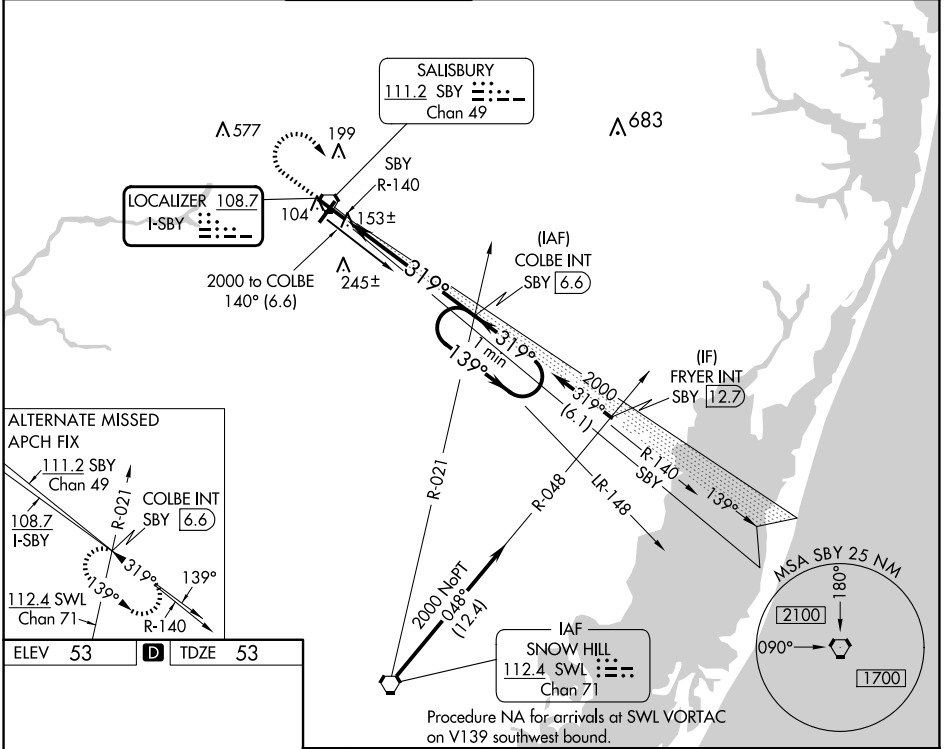 SALISBURY
111.2 SBY
Chan 49
577
199
683
SBY
R-140
LOCALIZER 108.7
I-SBY
104
153±
2000 to COLBE
140° (6.6)
245±
319°
(IAF)
COLBE INT
SBY 6.6
319°
1 min
139°
2000
319°
(6.1)
(IF)
FRYER INT
SBY 12.7
R-140
SBY
139°
R-021
R-048
LR-148
2000 NoPT
048°
(12.4)
ALTERNATE MISSED
APCH FIX
111.2 SBY
Chan 49
R-021
COLBE INT
SBY 6.6
108.7
I-SBY
319°
139°
139°
112.4 SWL
Chan 71
R-140
MSA SBY 25 NM
180°
2100
090°
1700
IAF
SNOW HILL
112.4 SWL
Chan 71
Procedure NA for arrivals at SWL VORTAC
on V139 southwest bound.
ELEV 53 D TDZE 53